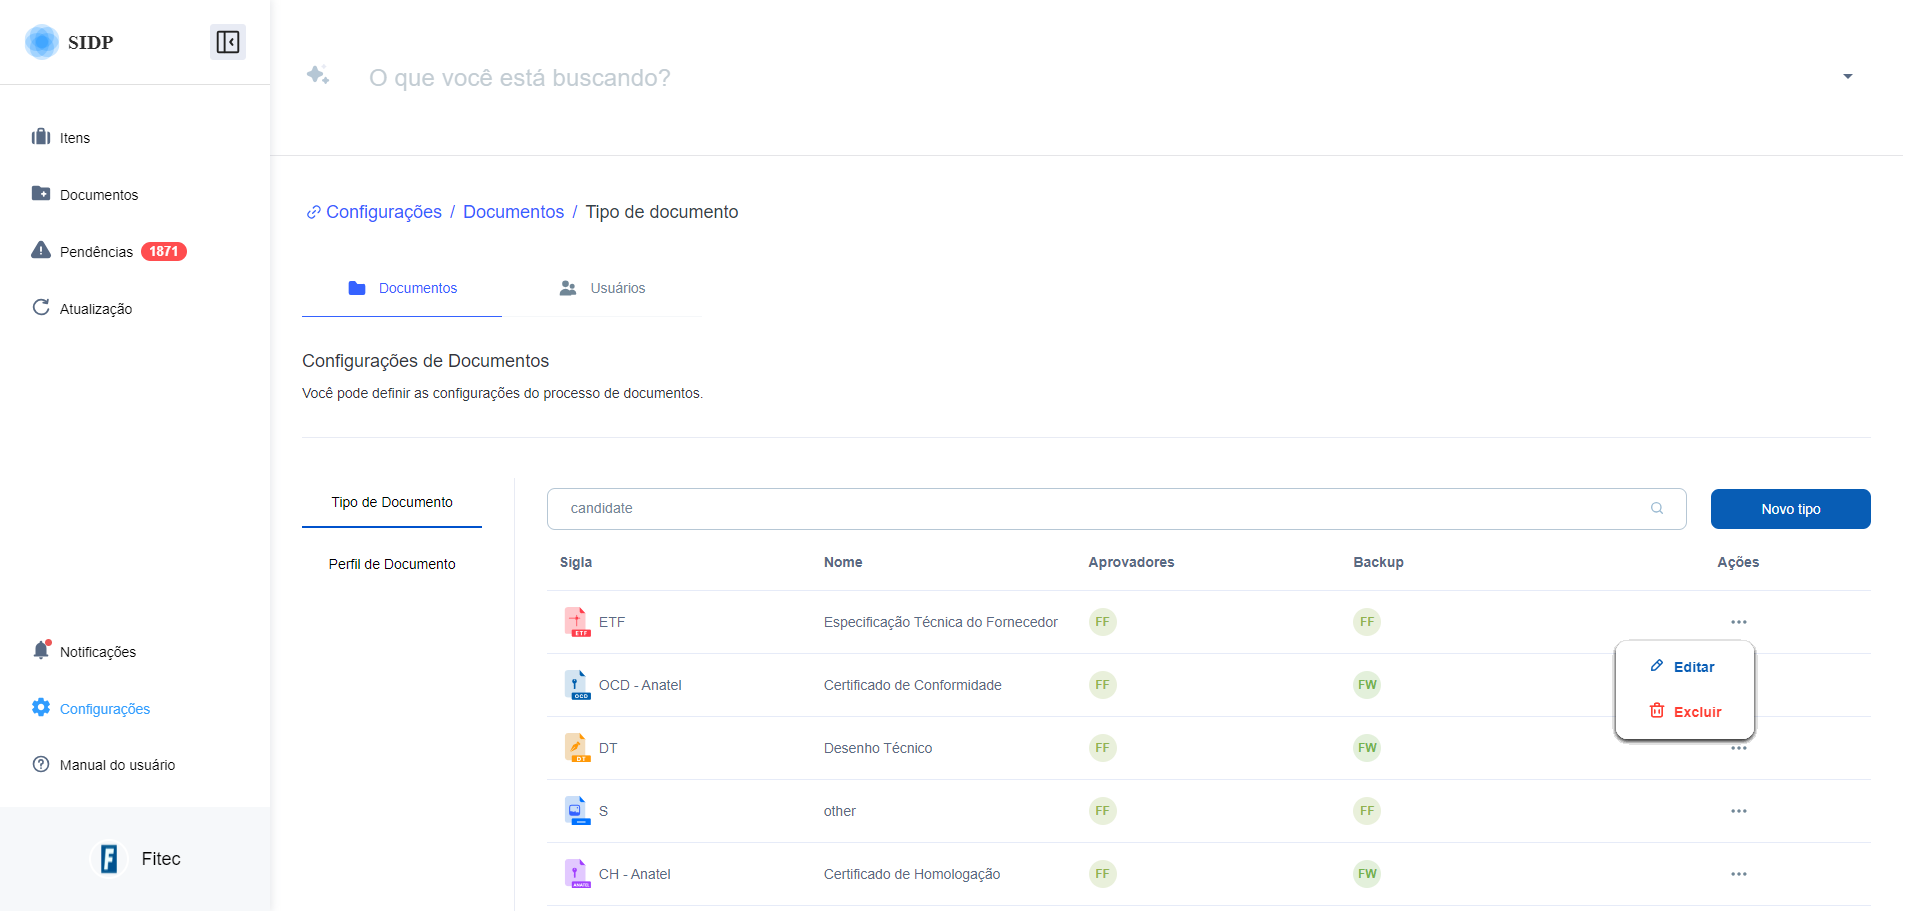 SIDP
O que você está buscando?
Itens
Documentos
Pendências 1871
Atualização
Configurações / Documentos / Tipo de documento
Documentos
Usuários
Configurações de Documentos
Você pode definir as configurações do processo de documentos.
Tipo de Documento
Perfil de Documento
candidate
Novo tipo
Sigla Nome Aprovadores Backup Ações
ETF ETF Especificação Técnica do Fornecedor FF FF
OCD OCD - Anatel Certificado de Conformidade FF FW
DT DT Desenho Técnico FF FW
S other FF FF
ANATEL CH - Anatel Certificado de Homologação FF FW
Editar
Excluir
Notificações
Configurações
Manual do usuário
Fitec